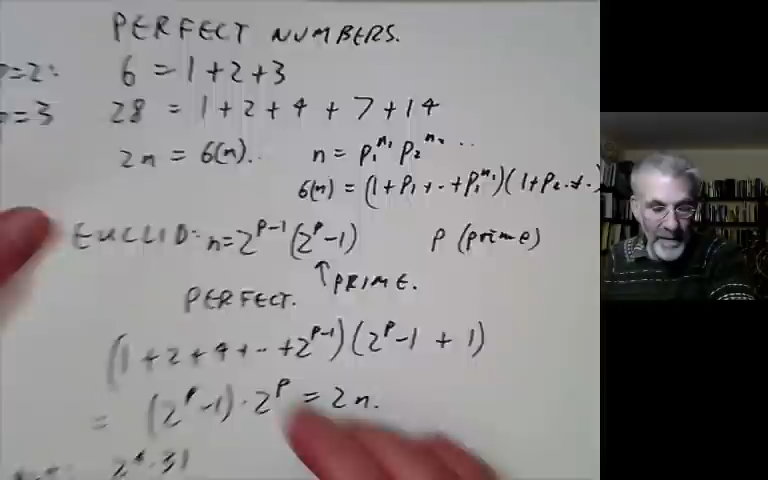 PERFECT NUMBERS.
p=2: 6 = 1+2+3
p=3 28 = 1+2+4+7+14
2n = σ(n). n = p₁^n₁ p₂^n₂ ..
σ(n) = (1+p₁+..+p₁^n₁)(1+p₂..+.
EUCLID: n=2^{p-1}(2^p-1) p (prime)
↑PRIME.
PERFECT.
(1+2+4+..+2^{p-1})(2^p-1+1)
= (2^p-1)·2^p = 2n.
2⁴·31